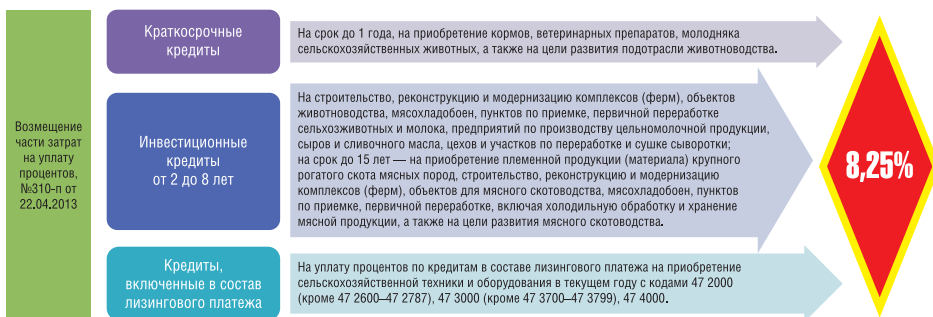 Возмещение
части затрат
на уплату
процентов,
№310-п от
22.04.2013
Краткосрочные
кредиты
На срок до 1 года, на приобретение кормов, ветеринарных препаратов, молодняка
сельскохозяйственных животных, а также на цели развития подотрасли животноводства.
Инвестиционные
кредиты
от 2 до 8 лет
На строительство, реконструкцию и модернизацию комплексов (ферм), объектов
животноводства, мясохладобоен, пунктов по приемке, первичной переработке
сельхозживотных и молока, предприятий по производству цельномолочной продукции,
сыров и сливочного масла, цехов и участков по переработке и сушке сыворотки;
на срок до 15 лет — на приобретение племенной продукции (материала) крупного
рогатого скота мясных пород, строительство, реконструкцию и модернизацию
комплексов (ферм), объектов для мясного скотоводства, мясохладобоен, пунктов
по приемке, первичной переработке, включая холодильную обработку и хранение
мясной продукции, а также на цели развития мясного скотоводства.
Кредиты,
включенные в состав
лизингового платежа
На уплату процентов по кредитам в составе лизингового платежа на приобретение
сельскохозяйственной техники и оборудования в текущем году с кодами 47 2000
(кроме 47 2600–47 2787), 47 3000 (кроме 47 3700–47 3799), 47 4000.
8,25%